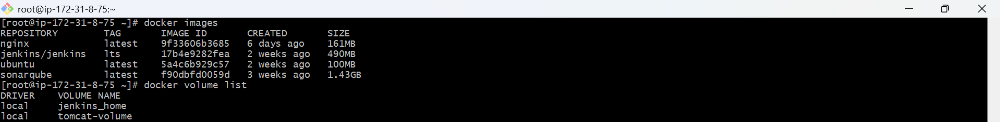 root@ip-172-31-8-75:~
[root@ip-172-31-8-75 ~]# docker images
REPOSITORY        TAG       IMAGE ID       CREATED       SIZE
nginx             latest    9f33606b3685   6 days ago    161MB
jenkins/jenkins   lts       17b4e9282fea   2 weeks ago   490MB
ubuntu            latest    5a4c6b929c57   2 weeks ago   100MB
sonarqube         latest    f90dbfd0059d   3 weeks ago   1.43GB
[root@ip-172-31-8-75 ~]# docker volume list
DRIVER    VOLUME NAME
local     jenkins_home
local     tomcat-volume